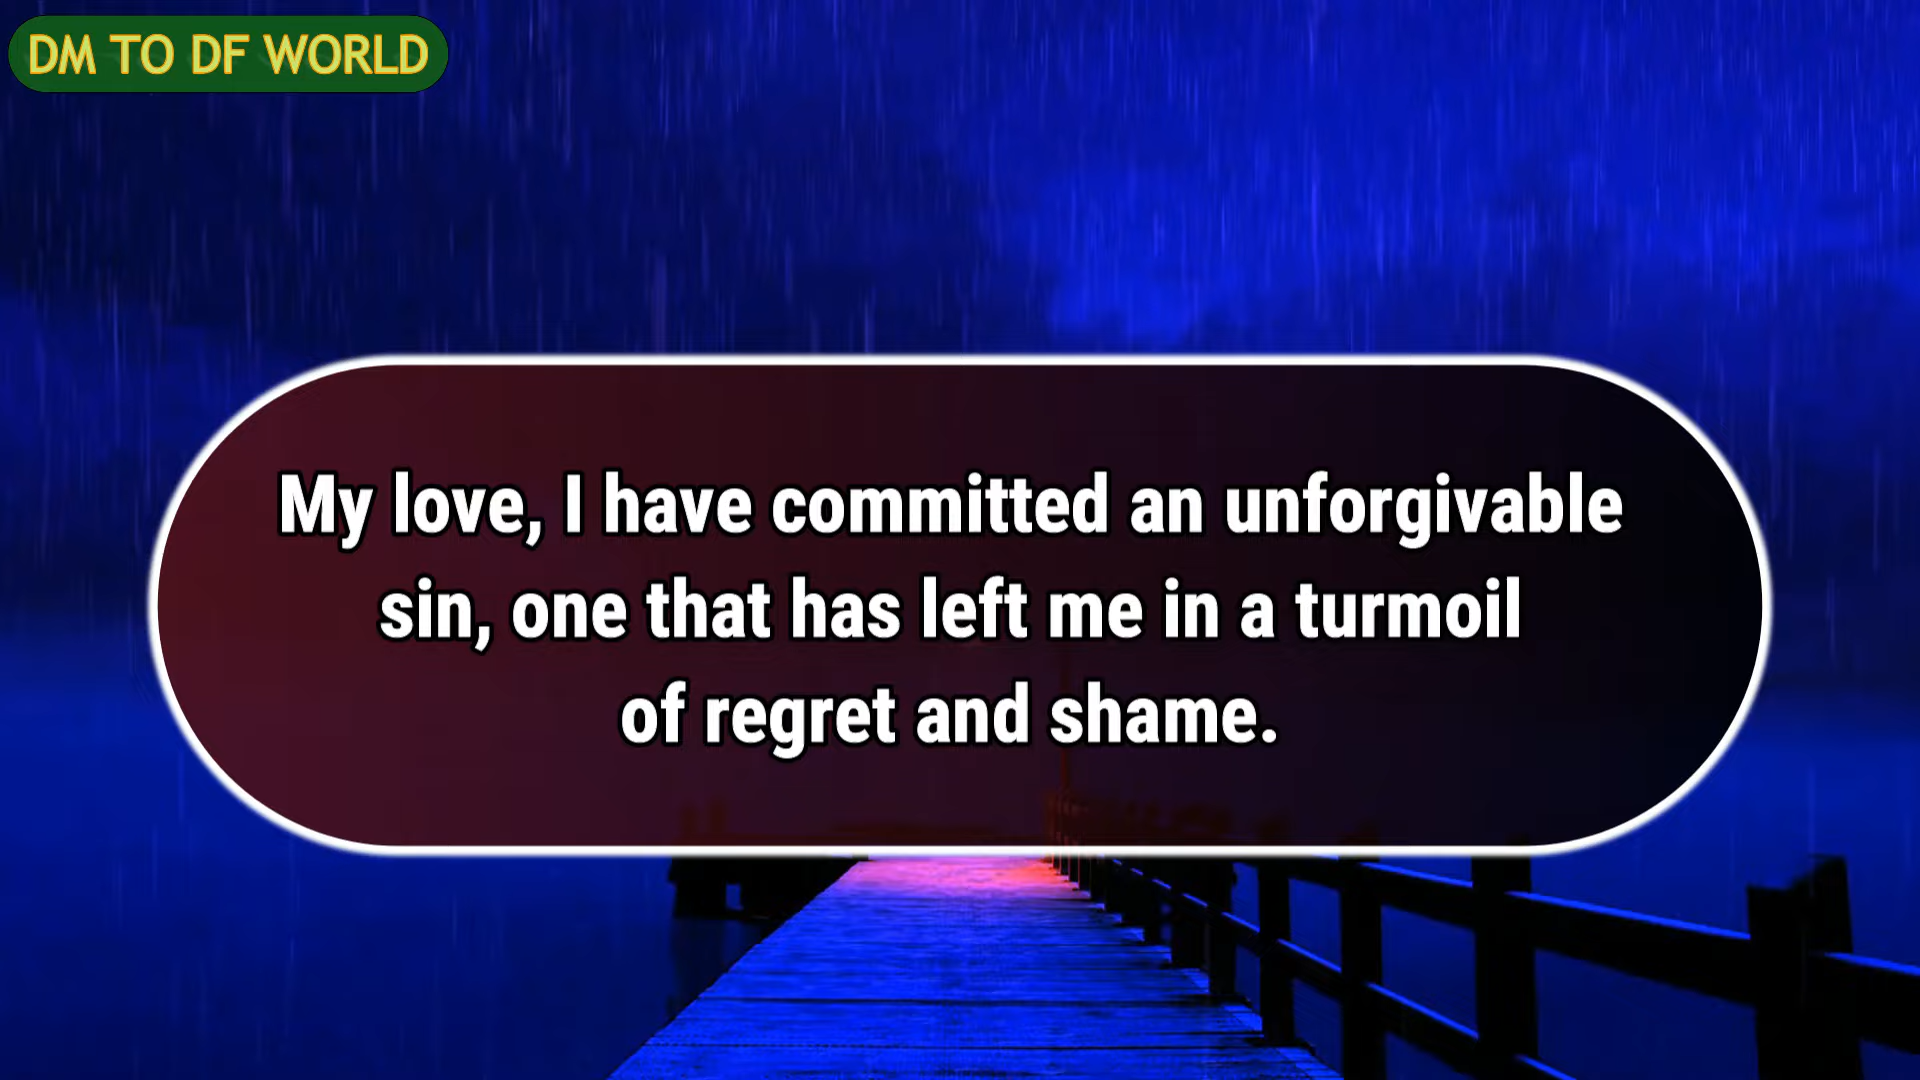 DM TO DF WORLD
My love, I have committed an unforgivable
sin, one that has left me in a turmoil
of regret and shame.